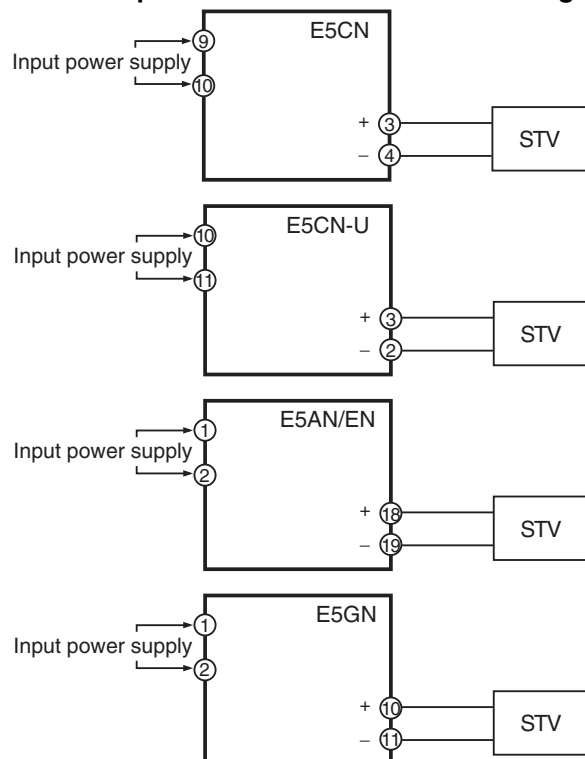 E5CN
9
Input power supply
10
+ 3
− 4
STV
E5CN-U
10
Input power supply
11
+ 3
− 2
STV
E5AN/EN
1
Input power supply
2
+ 18
− 19
STV
E5GN
1
Input power supply
2
+ 10
− 11
STV